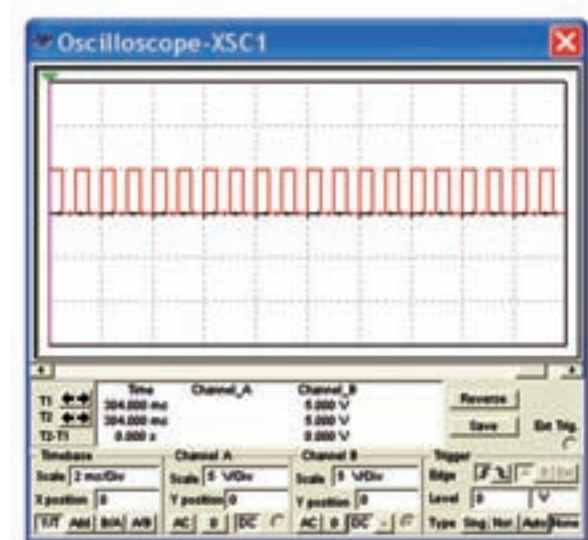 Oscilloscope-XSC1
Time Channel_A Channel_B
T1 304.000 ms 5.000 V
T2 304.000 ms 5.000 V
T2-T1 0.000 s 0.000 V
Reverse
Save
Ext Trig.
Timebase
Scale 2 ms/Div
X position 0
Y/T Add B/A A/B
Channel A
Scale 5 V/Div
Y position 0
AC 0 DC
Channel B
Scale 5 V/Div
Y position 0
AC 0 DC -
Trigger
Edge
Level 0 V
Type Sing. Nor. Auto None